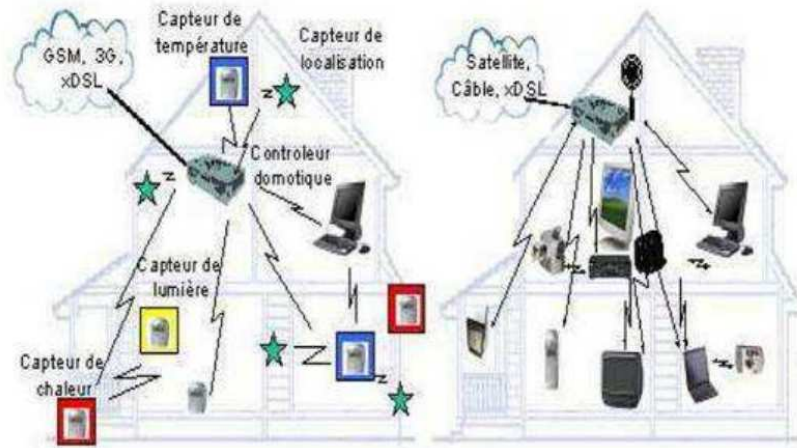 Capteur de
température
Capteur
de
localisation
GSM, 3G,
xDSL
Controleur
domotique
Capteur de
lumière
Capteur de
chaleur
Satellite,
Câble, xDSL